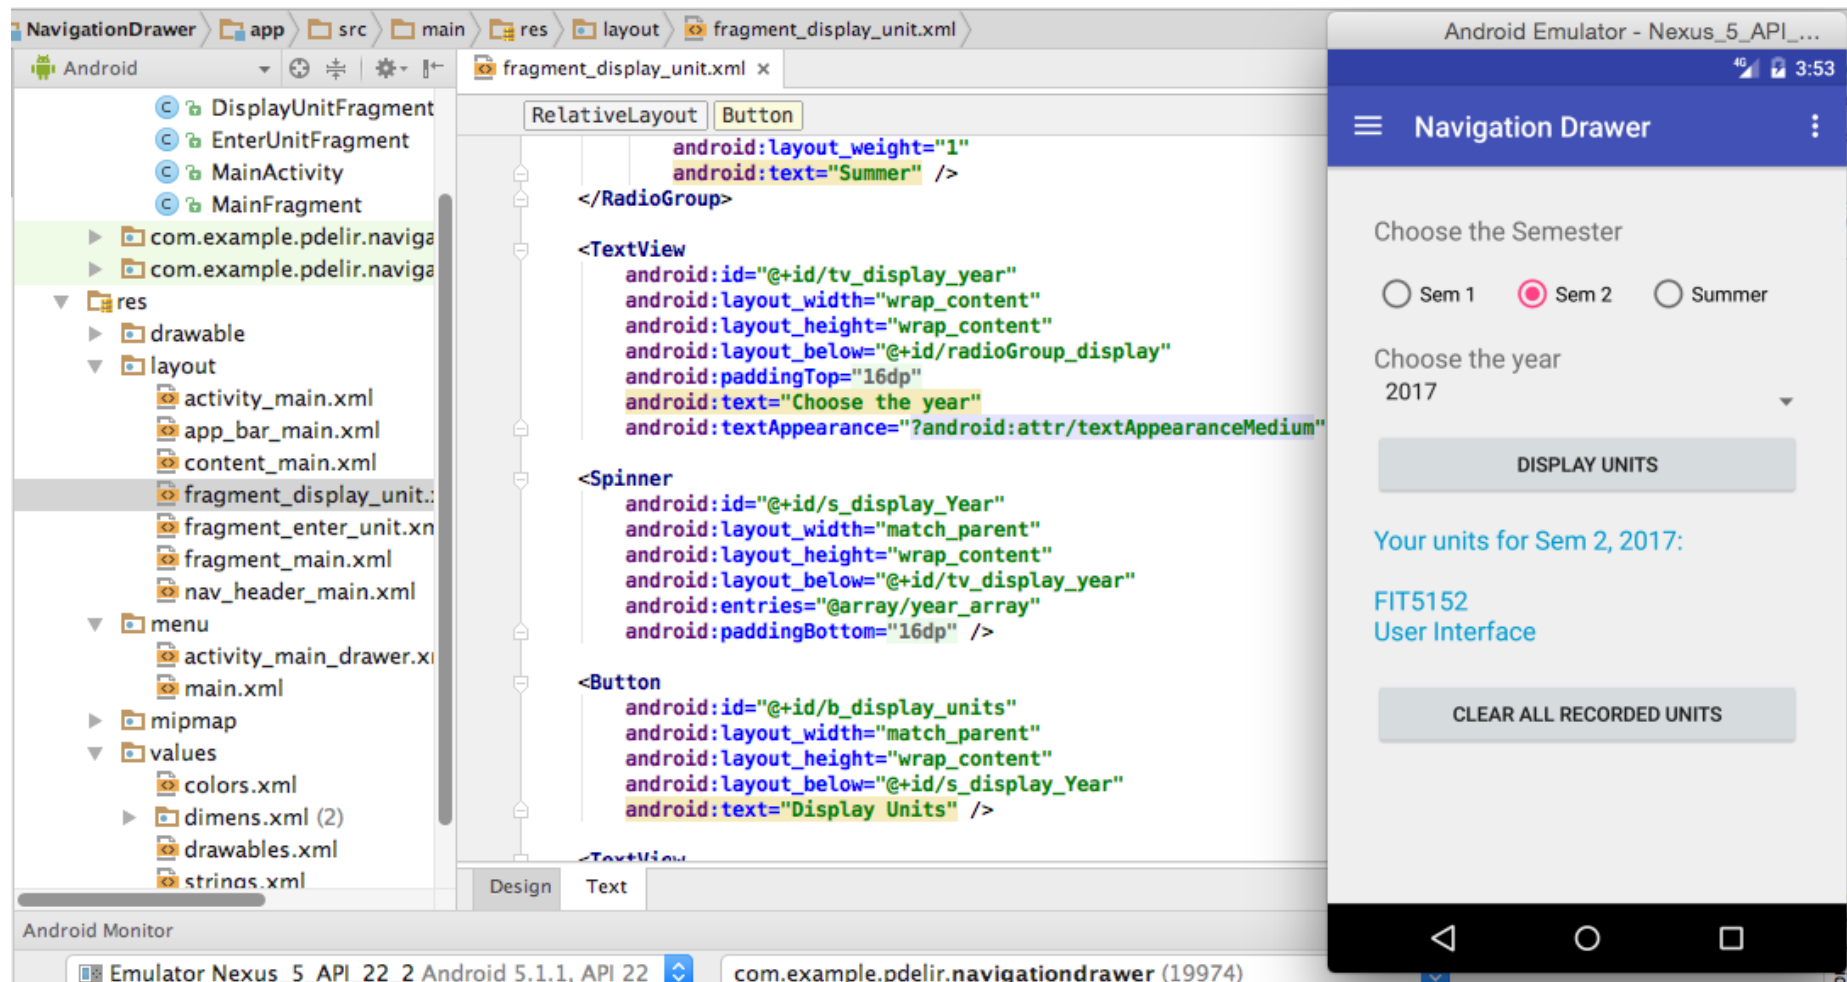 NavigationDrawer app src main res layout fragment_display_unit.xml
Android
DisplayUnitFragment
EnterUnitFragment
MainActivity
MainFragment
com.example.pdelir.naviga
com.example.pdelir.naviga
res
drawable
layout
activity_main.xml
app_bar_main.xml
content_main.xml
fragment_display_unit.
fragment_enter_unit.xm
fragment_main.xml
nav_header_main.xml
menu
activity_main_drawer.x
main.xml
mipmap
values
colors.xml
dimens.xml (2)
drawables.xml
strings.xml
fragment_display_unit.xml
RelativeLayout Button
android:layout_weight="1"
android:text="Summer" />
</RadioGroup>
<TextView
android:id="@+id/tv_display_year"
android:layout_width="wrap_content"
android:layout_height="wrap_content"
android:layout_below="@+id/radioGroup_display"
android:paddingTop="16dp"
android:text="Choose the year"
android:textAppearance="?android:attr/textAppearanceMedium"
<Spinner
android:id="@+id/s_display_Year"
android:layout_width="match_parent"
android:layout_height="wrap_content"
android:layout_below="@+id/tv_display_year"
android:entries="@array/year_array"
android:paddingBottom="16dp" />
<Button
android:id="@+id/b_display_units"
android:layout_width="match_parent"
android:layout_height="wrap_content"
android:layout_below="@+id/s_display_Year"
android:text="Display Units" />
<TextView
Design Text
Android Monitor
Emulator Nexus_5_API_22_2 Android 5.1.1, API 22
com.example.pdelir.navigationdrawer (19974)
Android Emulator - Nexus_5_API_...
4G 3:53
Navigation Drawer
Choose the Semester
Sem 1 Sem 2 Summer
Choose the year
2017
DISPLAY UNITS
Your units for Sem 2, 2017:
FIT5152
User Interface
CLEAR ALL RECORDED UNITS